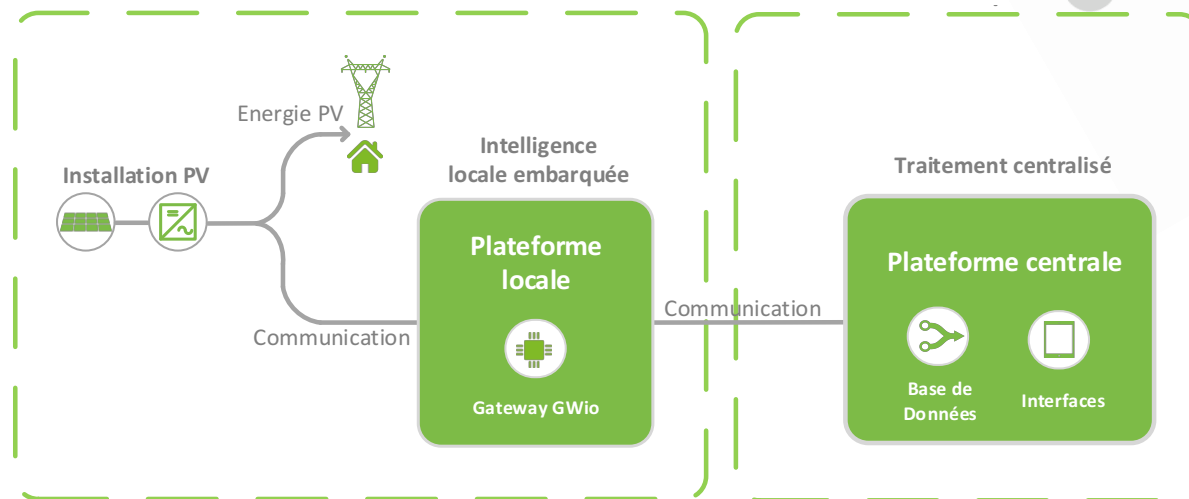 Energie PV
Installation PV
Intelligence
locale embarquée
Plateforme
locale
Gateway GWio
Communication
Communication
Traitement centralisé
Plateforme centrale
Base de
Données
Interfaces